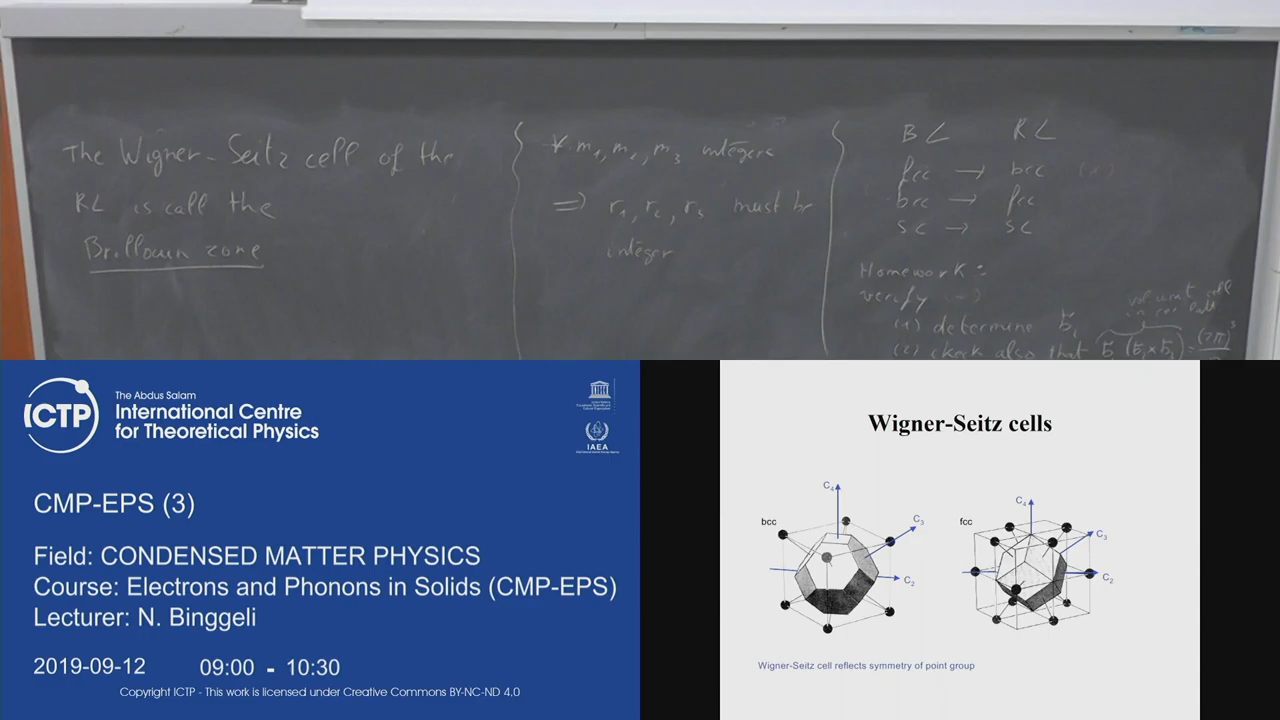 The Wigner-Seitz cell of the
RL is call the
Brillouin zone
∀ m1, m2, m3 integers
⇒ r1, r2, r3 must be
integer
BL RL
fcc → bcc
bcc → fcc
sc → sc
Homework:
verify
(1) determine
(2) check also that
The Abdus Salam
ICTP International Centre
for Theoretical Physics
IAEA
CMP-EPS (3)
Field: CONDENSED MATTER PHYSICS
Course: Electrons and Phonons in Solids (CMP-EPS)
Lecturer: N. Binggeli
2019-09-12 09:00 - 10:30
Copyright ICTP - This work is licensed under Creative Commons BY-NC-ND 4.0
Wigner-Seitz cells
bcc
C4
C3
C2
fcc
C4
C3
C2
Wigner-Seitz cell reflects symmetry of point group